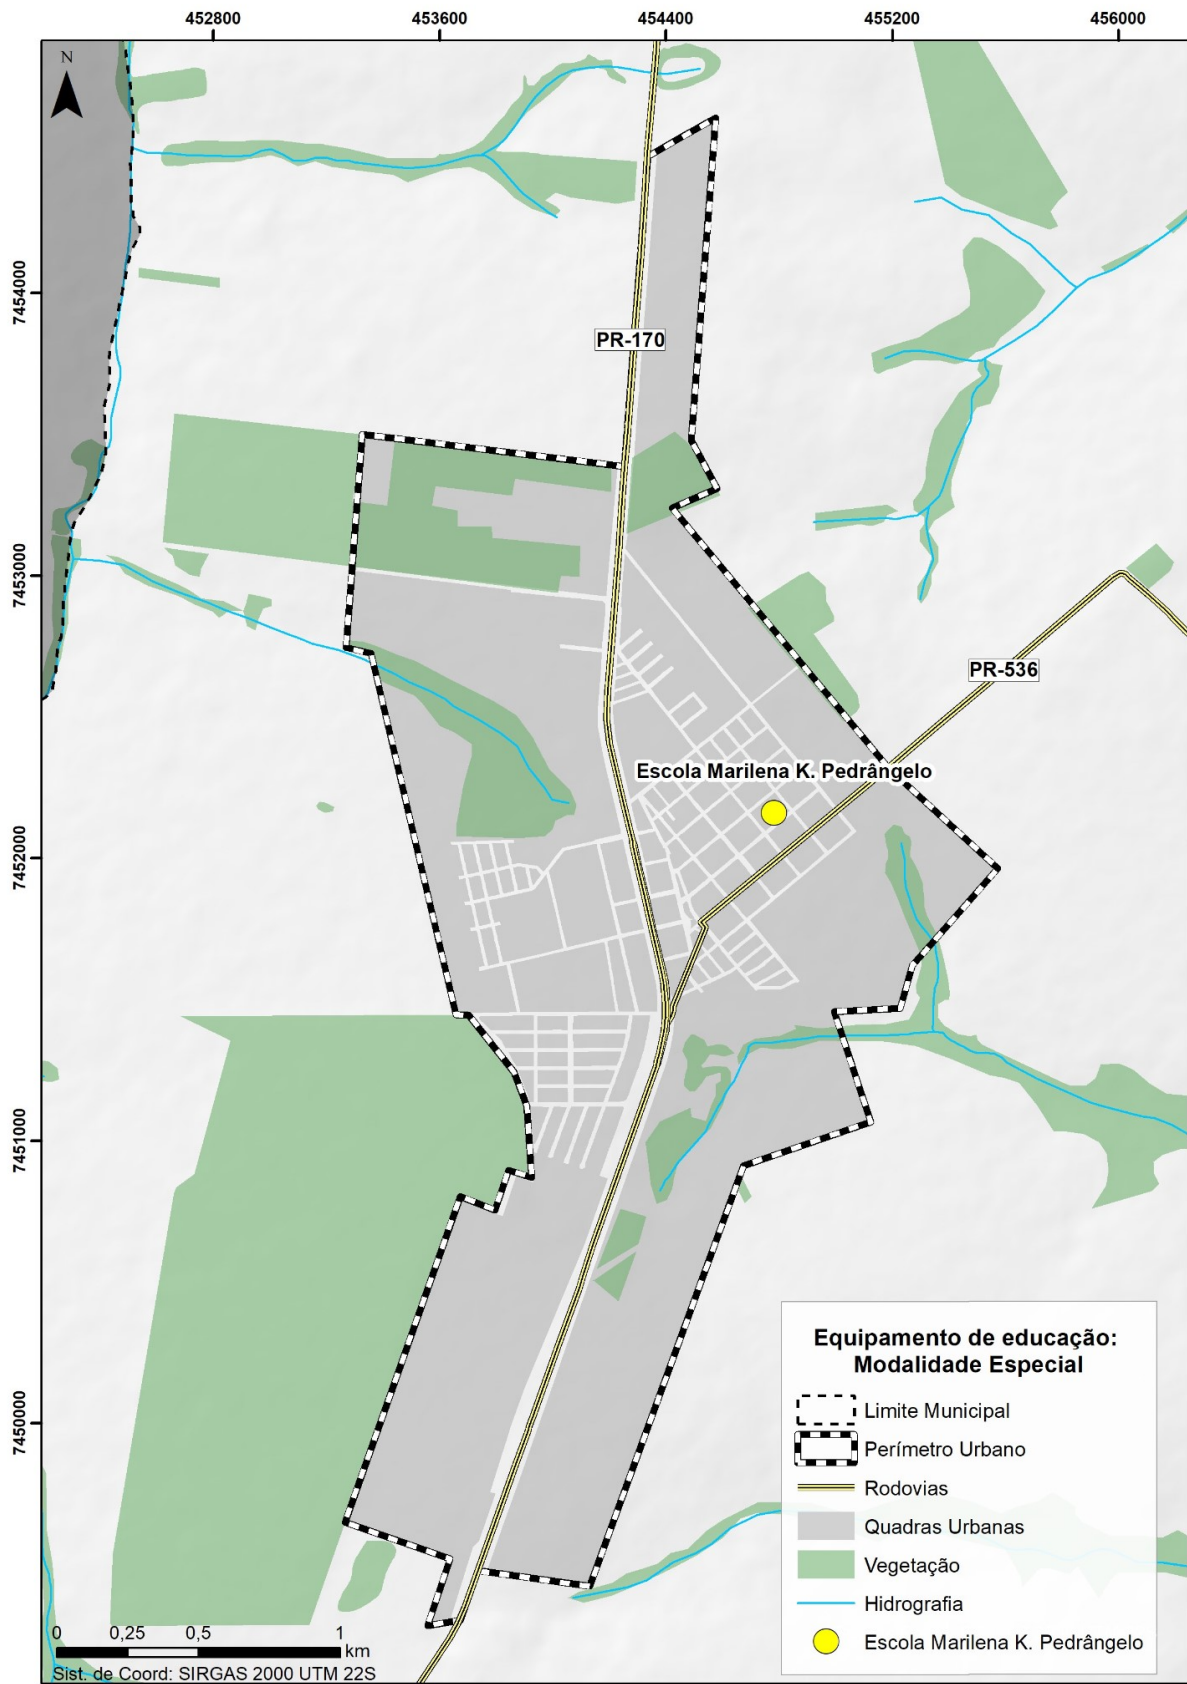 452800 453600 454400 455200 456000
N
7454000
PR-170
7453000
PR-536
Escola Marilena K. Pedrângelo
7452000
7451000
7450000
Equipamento de educação:
Modalidade Especial
Limite Municipal
Perímetro Urbano
Rodovias
Quadras Urbanas
Vegetação
Hidrografia
Escola Marilena K. Pedrângelo
0 0,25 0,5 1
km
Sist. de Coord: SIRGAS 2000 UTM 22S